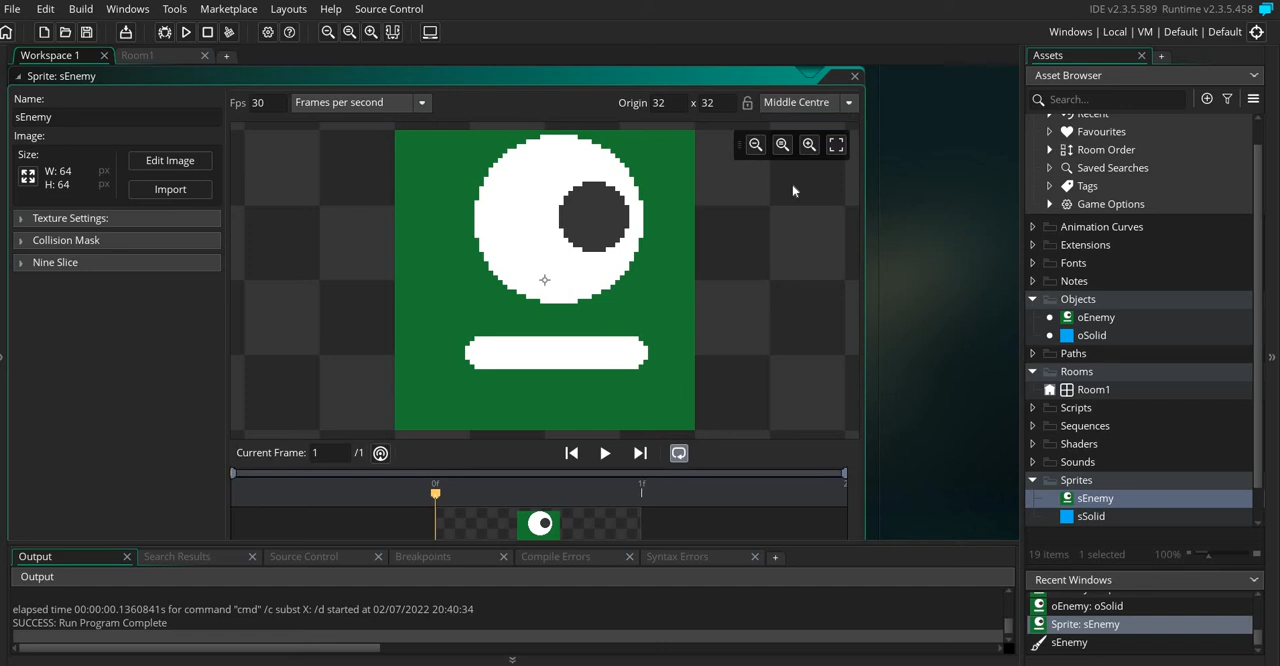 File Edit Build Windows Tools Marketplace Layouts Help Source Control IDE v2.3.5.589 Runtime v2.3.5.458
Windows | Local | VM | Default | Default
Workspace 1 Room1
Assets
Sprite: sEnemy
Asset Browser
Name:
Fps 30 Frames per second Origin 32 x 32 Middle Centre
Search...
sEnemy
Image:
Size:
W: 64 px
H: 64 px
Edit Image
Import
Texture Settings:
Collision Mask
Nine Slice
Recent
Favourites
Room Order
Saved Searches
Tags
Game Options
Animation Curves
Extensions
Fonts
Notes
Objects
oEnemy
oSolid
Paths
Rooms
Room1
Scripts
Sequences
Shaders
Sounds
Sprites
sEnemy
sSolid
Current Frame: 1 /1
0f 1f 2
19 items 1 selected 100%
Output Search Results Source Control Breakpoints Compile Errors Syntax Errors
Output
elapsed time 00:00:00.1360841s for command "cmd" /c subst X: /d started at 02/07/2022 20:40:34
SUCCESS: Run Program Complete
Recent Windows
oEnemy: oSolid
Sprite: sEnemy
sEnemy